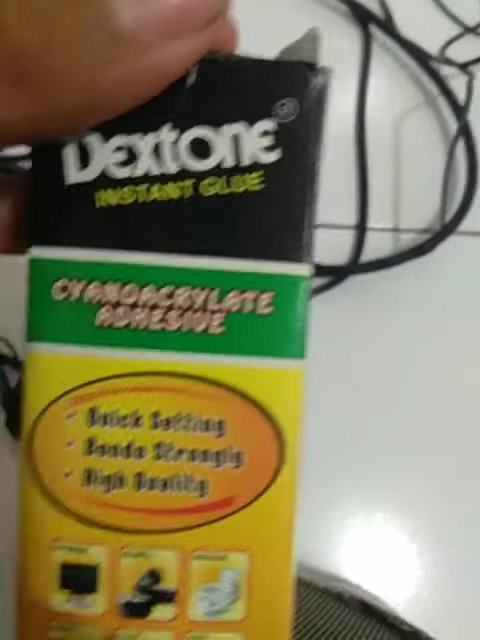 Dextone
INSTANT GLUE
CYANOACRYLATE
ADHESIVE
• Quick Setting
• Bonds Strongly
• High Quality